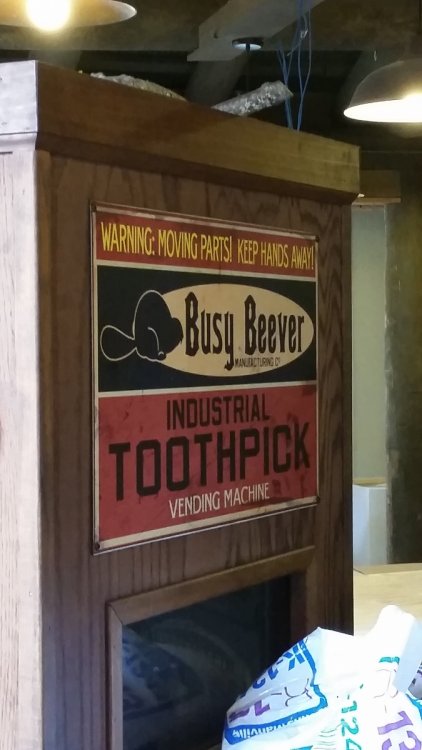 WARNING: MOVING PARTS! KEEP HANDS AWAY!
Busy Beever
MANUFACTURING CO
INDUSTRIAL
TOOTHPICK
VENDING MACHINE